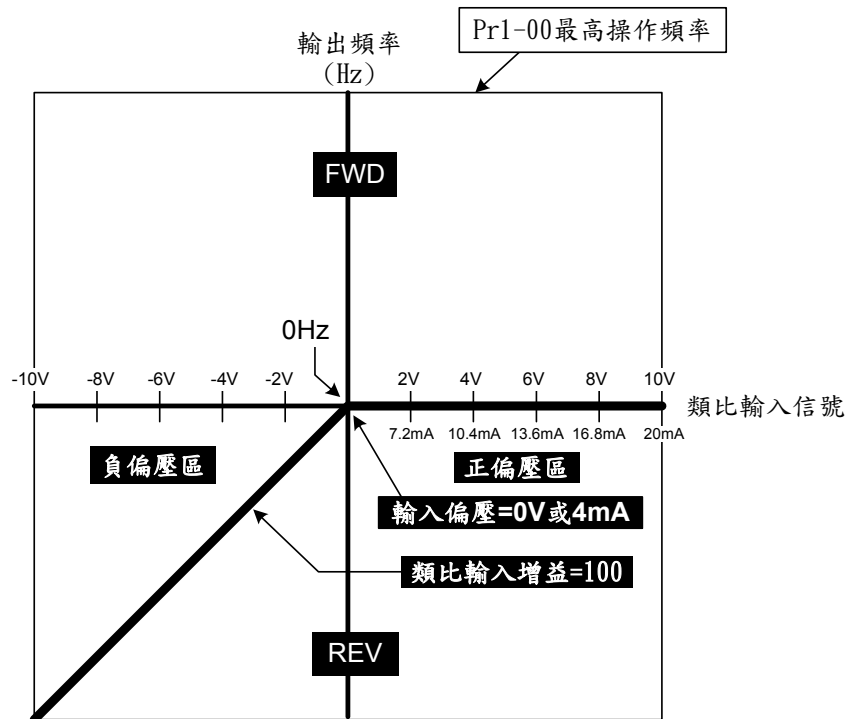 Pr1-00最高操作頻率
輸出頻率
(Hz)
FWD
0Hz
-10V -8V -6V -4V -2V 2V 4V 6V 8V 10V
類比輸入信號
7.2mA 10.4mA 13.6mA 16.8mA 20mA
負偏壓區 正偏壓區
輸入偏壓=0V或4mA
類比輸入增益=100
REV